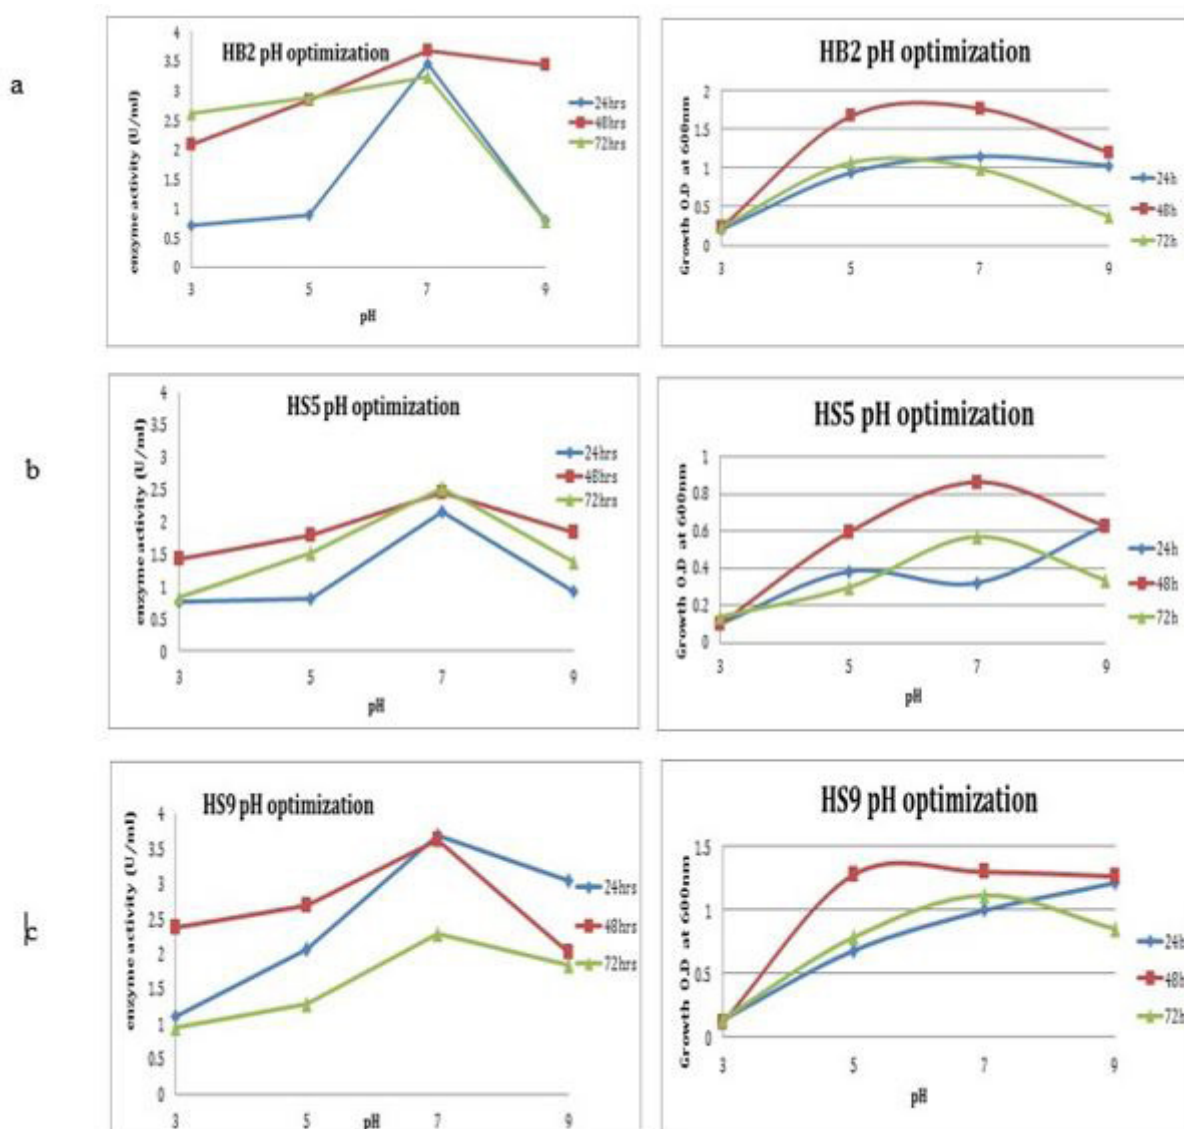 a
HB2 pH optimization
enzyme activity (U/ml)
4
3.5
3
2.5
2
1.5
1
0.5
0
3 5 7 9
pH
24hrs
48hrs
72hrs
HB2 pH optimization
Growth O.D at 600nm
2
1.5
1
0.5
0
3 5 7 9
24h
48h
72h
b
HS5 pH optimization
enzyme activity (U/ml)
4
3.5
3
2.5
2
1.5
1
0.5
0
3 5 7 9
pH
24hrs
48hrs
72hrs
HS5 pH optimization
Growth O.D at 600nm
1
0.8
0.6
0.4
0.2
0
3 5 7 9
pH
24h
48h
72h
c
HS9 pH optimization
enzyme activity (U/ml)
4
3.5
3
2.5
2
1.5
1
0.5
0
3 5 7 9
pH
24hrs
48hrs
72hrs
HS9 pH optimization
Growth O.D at 600nm
1.5
1
0.5
0
3 5 7 9
pH
24h
48h
72h